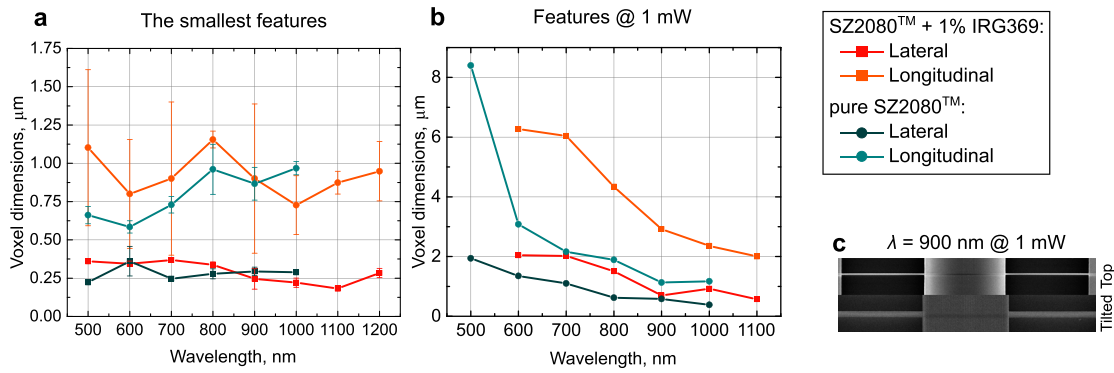 a
The smallest features
Voxel dimensions, μm
1.75
1.50
1.25
1.00
0.75
0.50
0.25
0.00
500 600 700 800 900 1000 1100 1200
Wavelength, nm
b
Features @ 1 mW
Voxel dimensions, μm
8
6
4
2
0
500 600 700 800 900 1000 1100
Wavelength, nm
SZ2080™ + 1% IRG369:
Lateral
Longitudinal
pure SZ2080™:
Lateral
Longitudinal
c
λ = 900 nm @ 1 mW
Top
Tilted